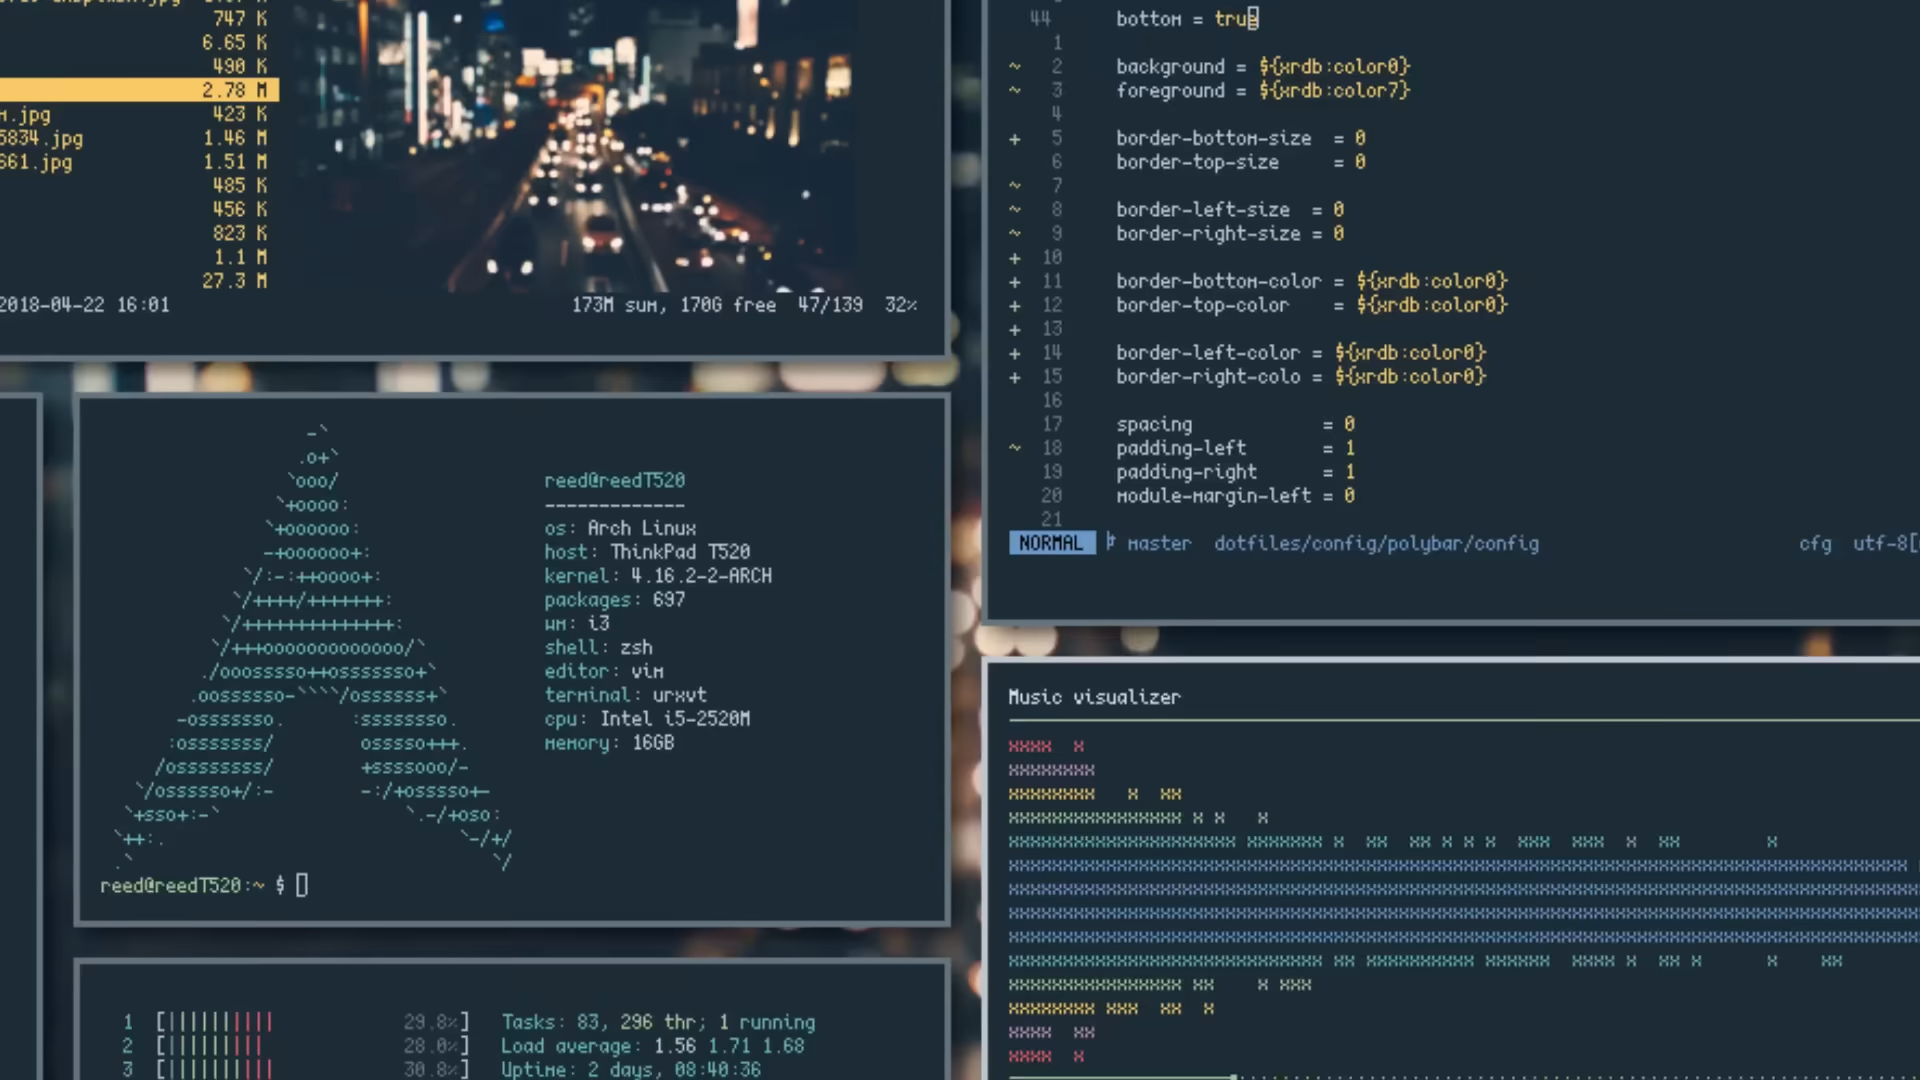 747 K
6.65 K
490 K
2.78 M
m.jpg 423 K
5834.jpg 1.46 M
661.jpg 1.51 M
485 K
456 K
823 K
1.1 M
27.3 M
2018-04-22 16:01 173M sum, 170G free 47/139 32%
reed@reedT520
-------------
os: Arch Linux
host: ThinkPad T520
kernel: 4.16.2-2-ARCH
packages: 697
wm: i3
shell: zsh
editor: vim
terminal: urxvt
cpu: Intel i5-2520M
memory: 16GB
reed@reedT520:~ $
1 [|||||||||||| 29.8%]
2 [||||||||||| 28.0%]
3 [|||||||||||| 30.8%]
Tasks: 83, 296 thr; 1 running
Load average: 1.56 1.71 1.68
Uptime: 2 days, 08:40:36
44 bottom = true
1
~ 2 background = ${xrdb:color0}
~ 3 foreground = ${xrdb:color7}
4
+ 5 border-bottom-size = 0
6 border-top-size = 0
~ 7
~ 8 border-left-size = 0
~ 9 border-right-size = 0
+ 10
+ 11 border-bottom-color = ${xrdb:color0}
+ 12 border-top-color = ${xrdb:color0}
+ 13
+ 14 border-left-color = ${xrdb:color0}
+ 15 border-right-colo = ${xrdb:color0}
16
17 spacing = 0
~ 18 padding-left = 1
19 padding-right = 1
20 module-margin-left = 0
21
NORMAL master dotfiles/config/polybar/config cfg utf-8[
Music visualizer